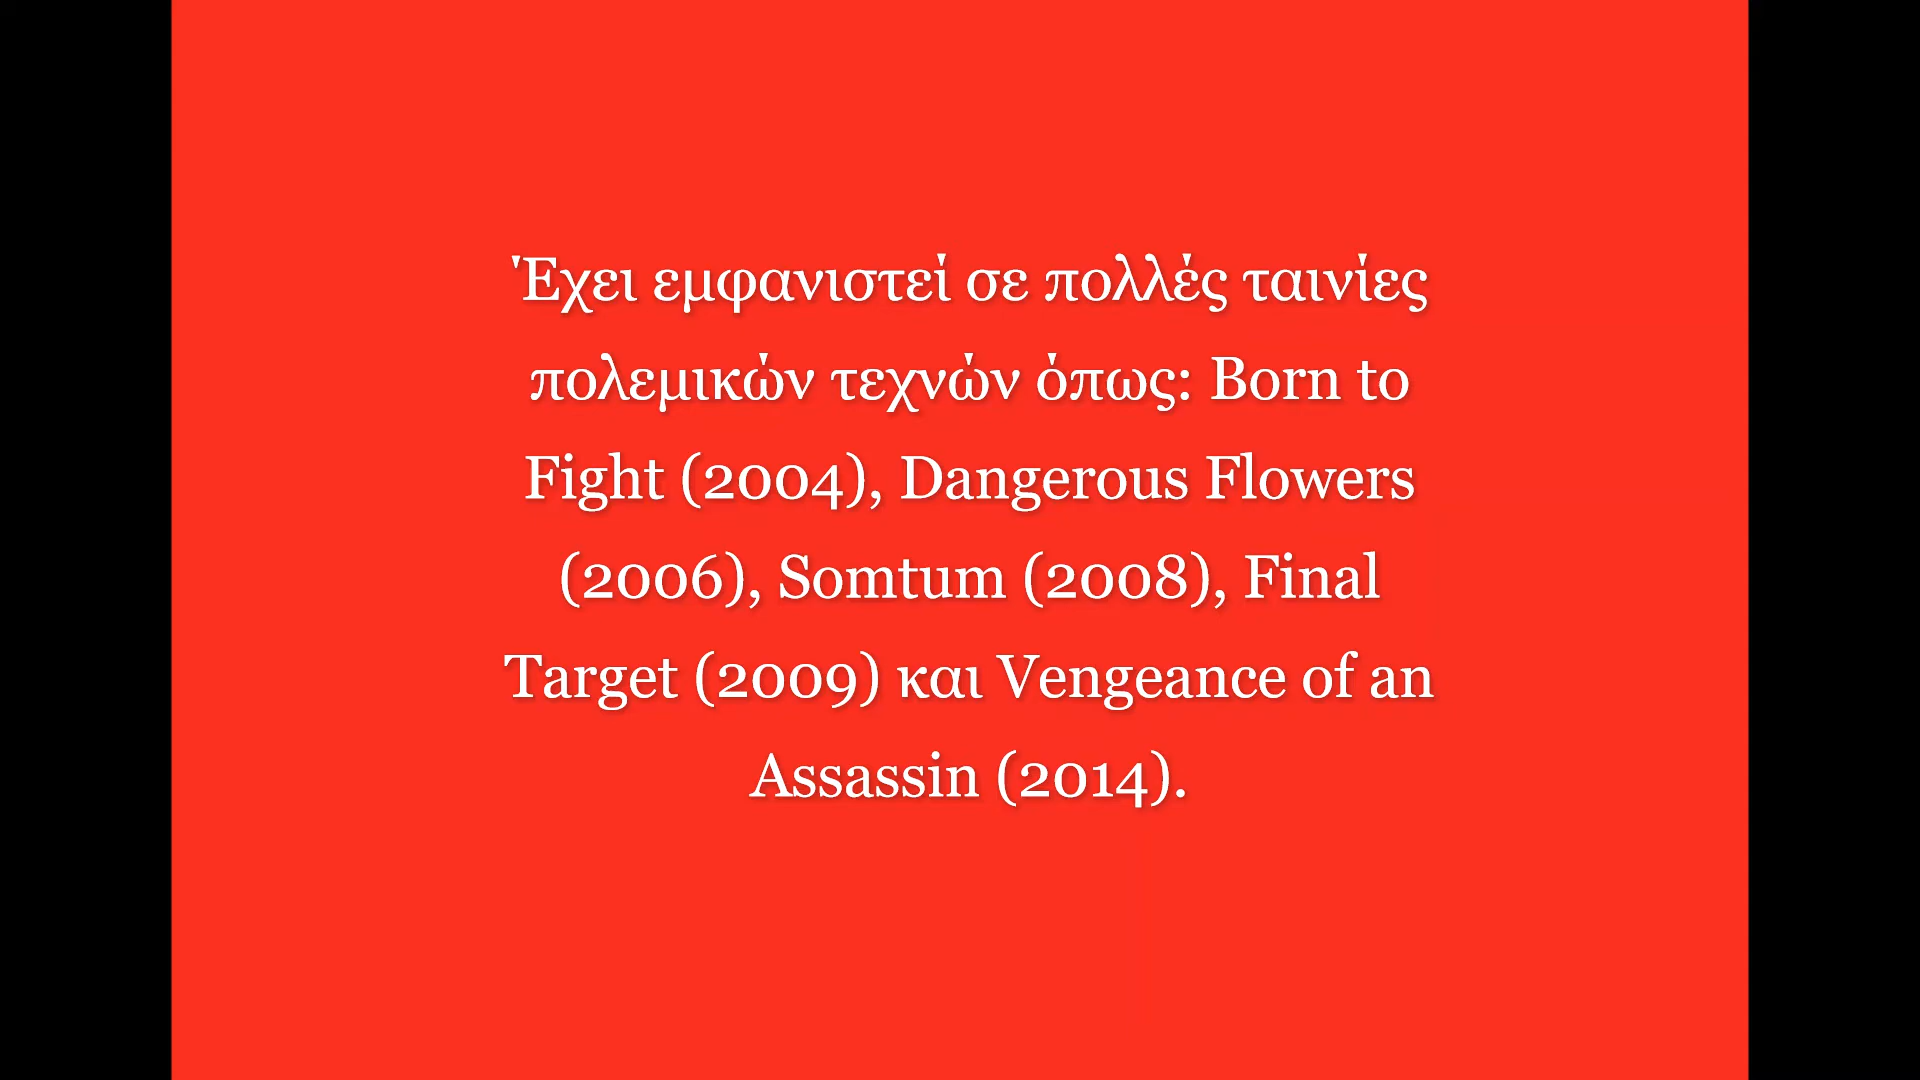 Έχει εμφανιστεί σε πολλές ταινίες
πολεμικών τεχνών όπως: Born to
Fight (2004), Dangerous Flowers
(2006), Somtum (2008), Final
Target (2009) και Vengeance of an
Assassin (2014).